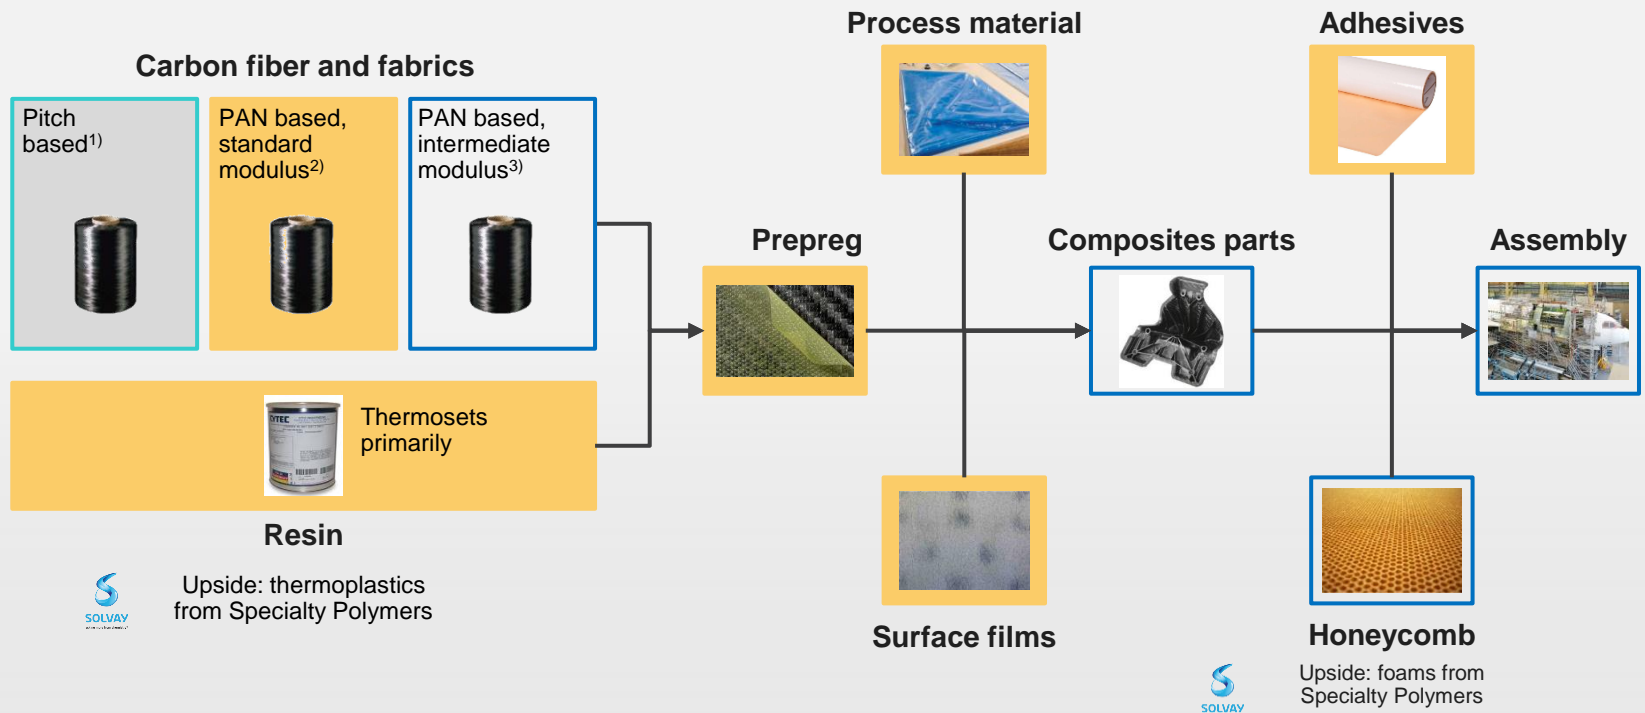 Process material
Adhesives
Carbon fiber and fabrics
Pitch
based1)
PAN based,
standard
modulus2)
PAN based,
intermediate
modulus3)
Prepreg
Composites parts
Assembly
CYTEC
Thermosets
primarily
Resin
SOLVAY
Upside: thermoplastics
from Specialty Polymers
Surface films
Honeycomb
SOLVAY
Upside: foams from
Specialty Polymers